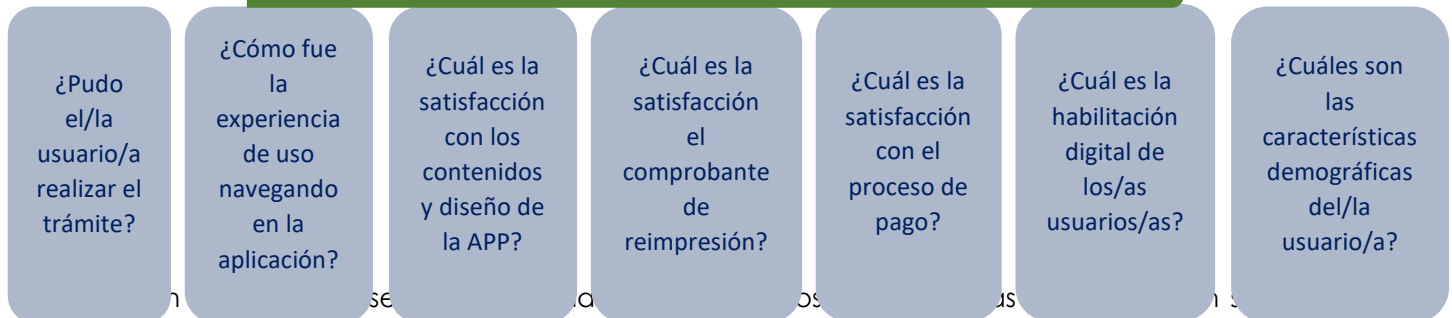 ¿Pudo
el/la
usuario/a
realizar el
trámite?
¿Cómo fue
la
experiencia
de uso
navegando
en la
aplicación?
¿Cuál es la
satisfacción
con los
contenidos
y diseño de
la APP?
¿Cuál es la
satisfacción
el
comprobante
de
reimpresión?
¿Cuál es la
satisfacción
con el
proceso de
pago?
¿Cuál es la
habilitación
digital de
los/as
usuarios/as?
¿Cuáles son
las
características
demográficas
del/la
usuario/a?